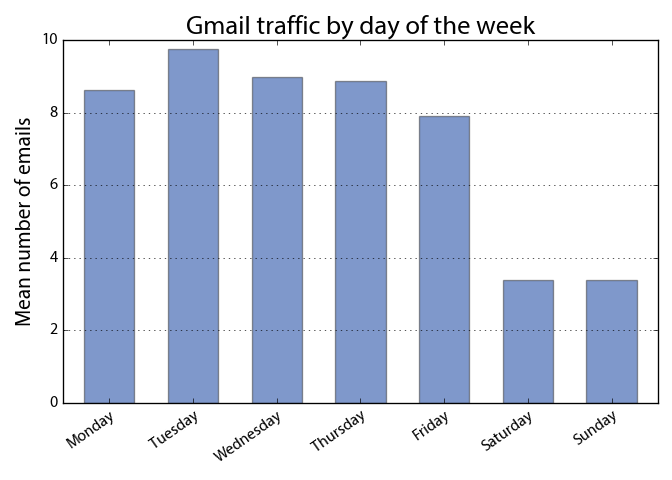 Gmail traffic by day of the week
Mean number of emails
10
8
6
4
2
0
Monday
Tuesday
Wednesday
Thursday
Friday
Saturday
Sunday